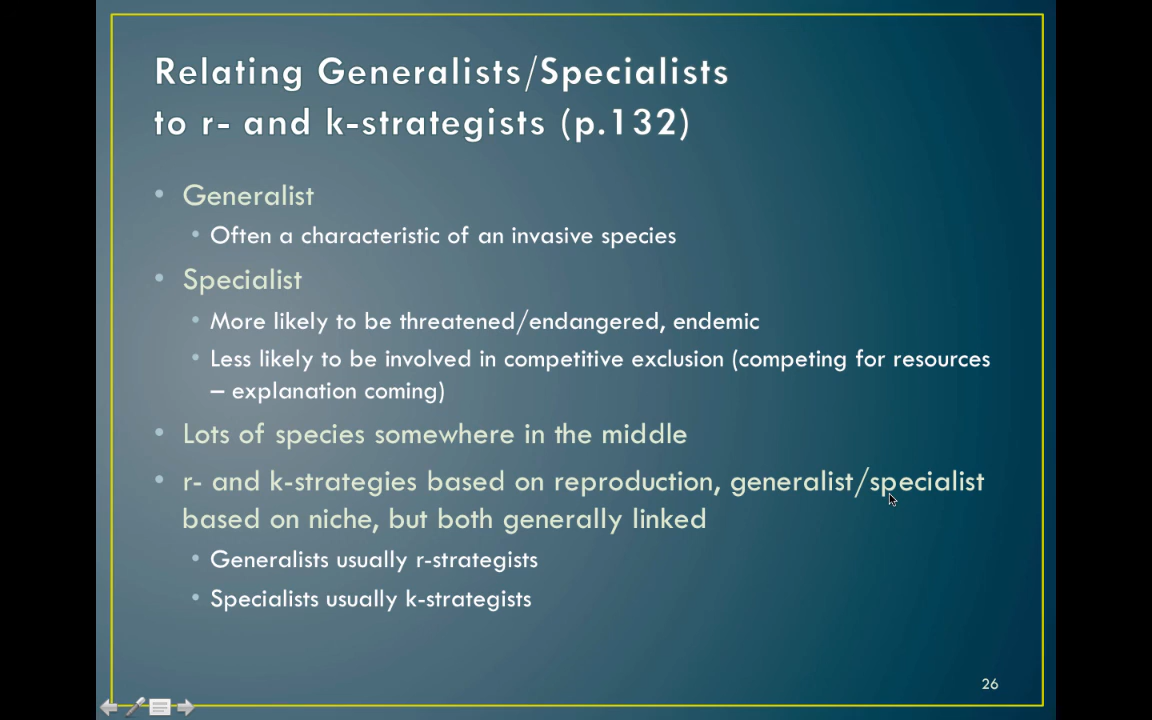 Relating Generalists/Specialists
to r- and k-strategists (p.132)
• Generalist
• Often a characteristic of an invasive species
• Specialist
• More likely to be threatened/endangered, endemic
• Less likely to be involved in competitive exclusion (competing for resources
– explanation coming)
• Lots of species somewhere in the middle
• r- and k-strategies based on reproduction, generalist/specialist
based on niche, but both generally linked
• Generalists usually r-strategists
• Specialists usually k-strategists
26